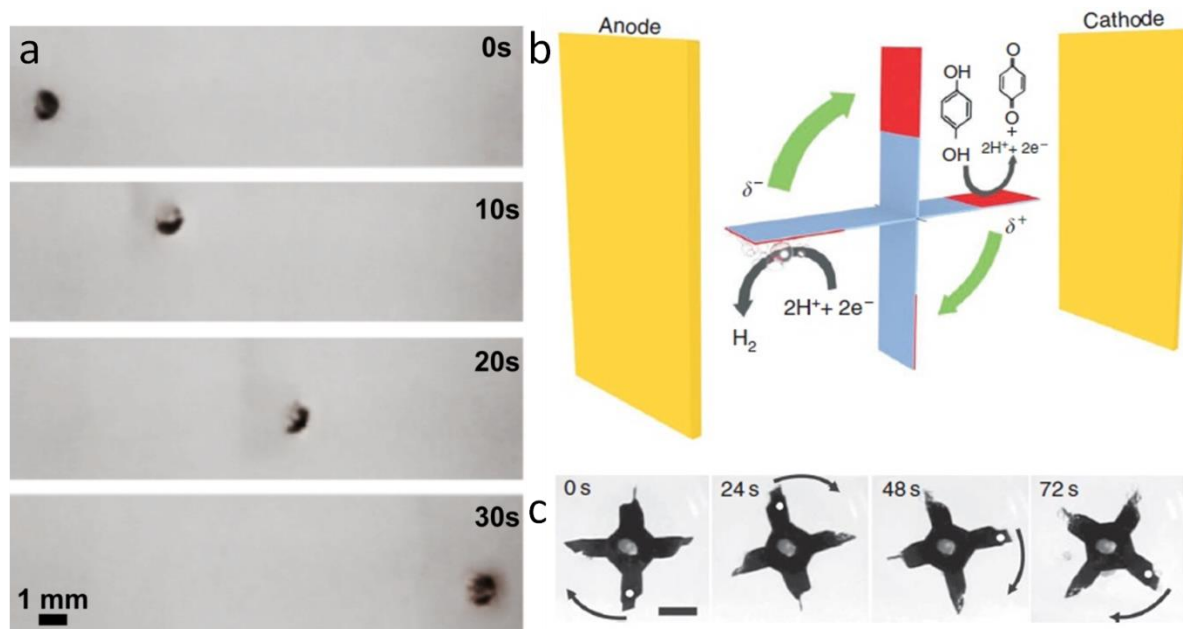 a
0s
10s
20s
30s
1 mm
b
Anode
Cathode
OH
OH
O
O
+
2H⁺+ 2e⁻
δ⁻
δ⁺
2H⁺+ 2e⁻
H₂
c
0 s
24 s
48 s
72 s